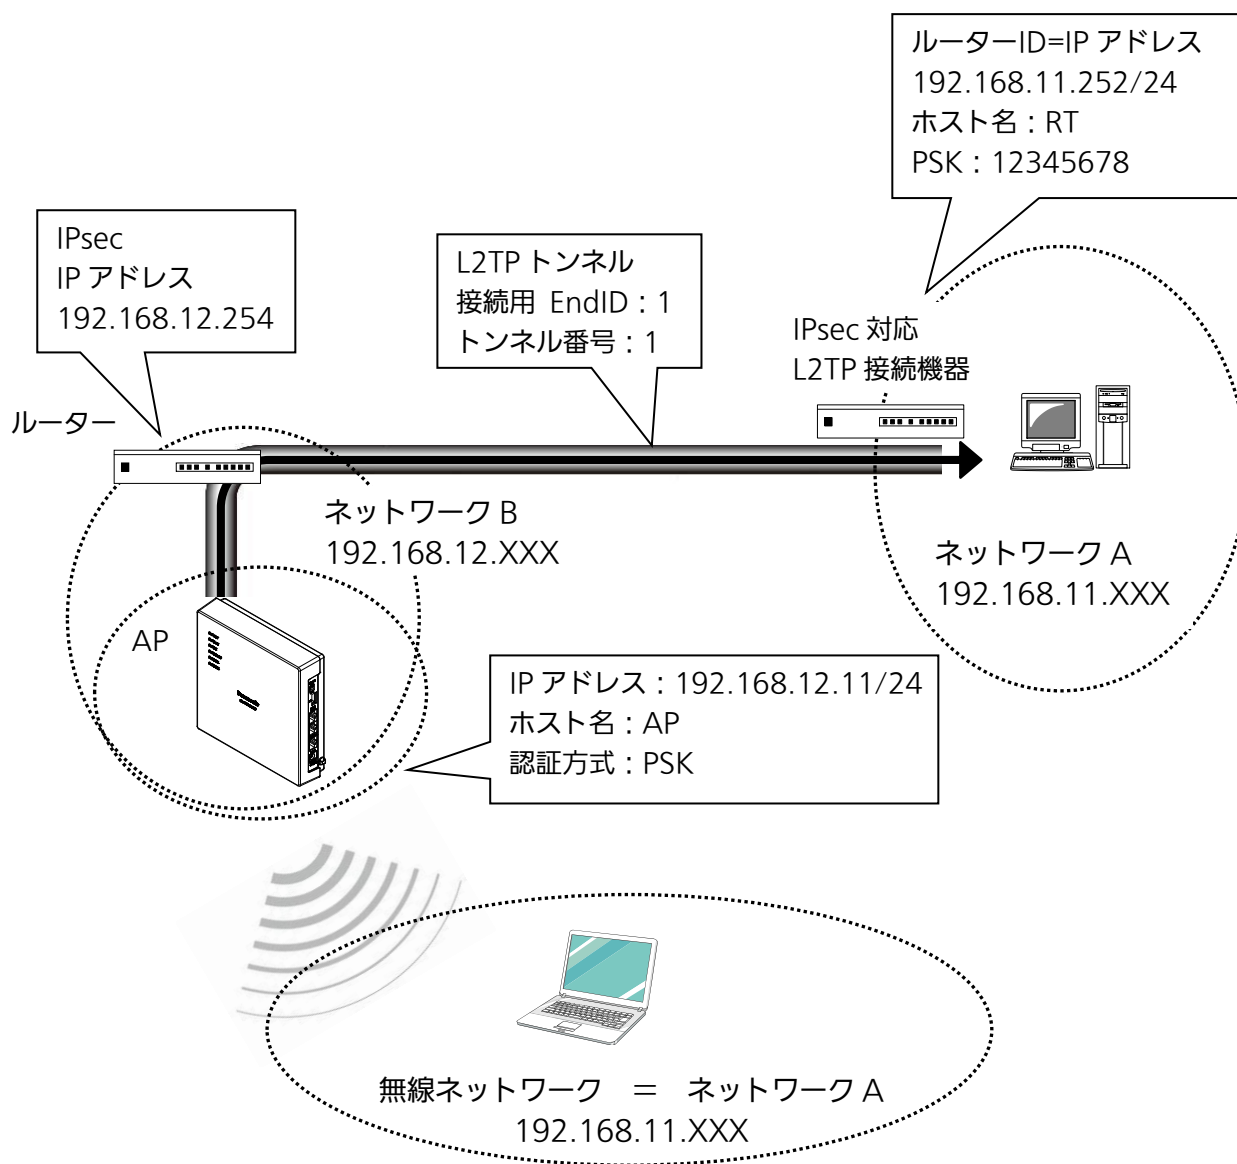 ルーターID=IP アドレス
192.168.11.252/24
ホスト名：RT
PSK：12345678
IPsec
IP アドレス
192.168.12.254
L2TP トンネル
接続用 EndID：1
トンネル番号：1
IPsec 対応
L2TP 接続機器
ルーター
ネットワーク B
192.168.12.XXX
ネットワーク A
192.168.11.XXX
AP
IP アドレス：192.168.12.11/24
ホスト名：AP
認証方式：PSK
無線ネットワーク ＝ ネットワーク A
192.168.11.XXX